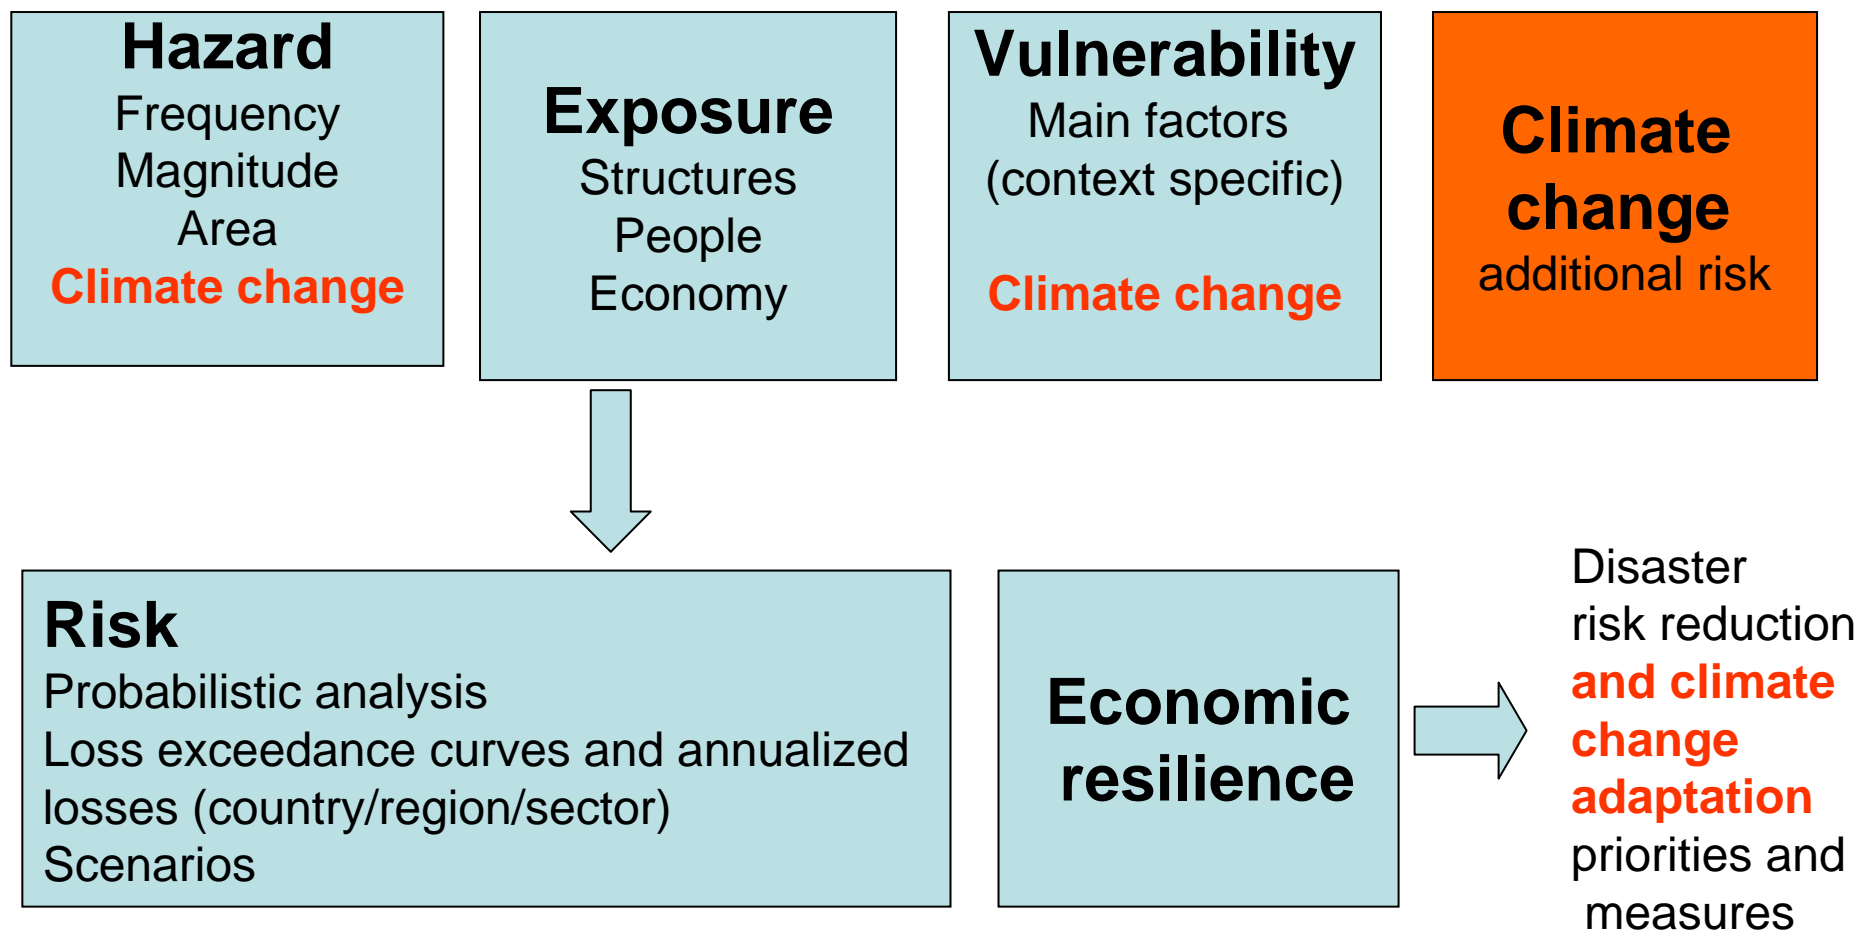 Hazard
Frequency
Magnitude
Area
Climate change
Exposure
Structures
People
Economy
Vulnerability
Main factors
(context specific)
Climate change
Climate
change
additional risk
Risk
Probabilistic analysis
Loss exceedance curves and annualized
losses (country/region/sector)
Scenarios
Economic
resilience
Disaster
risk reduction
and climate
change
adaptation
priorities and
measures